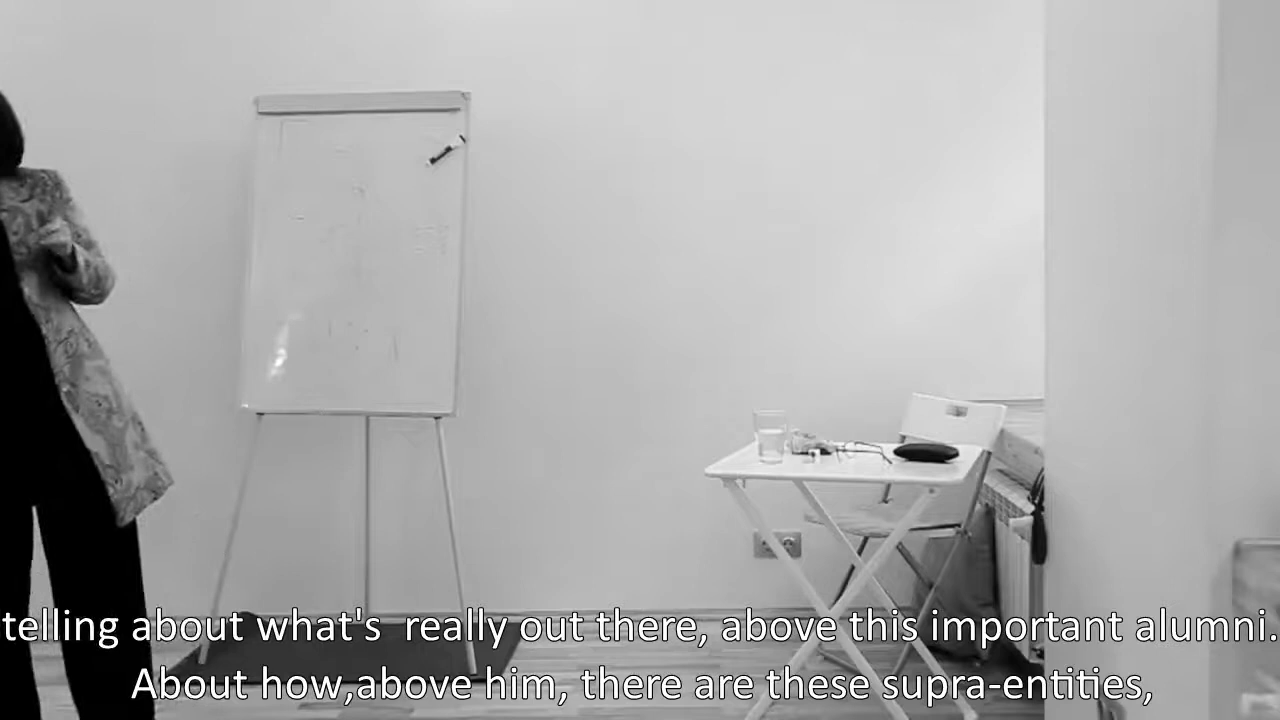 telling about what's  really out there, above this important alumni.
About how,above him, there are these supra-entities,